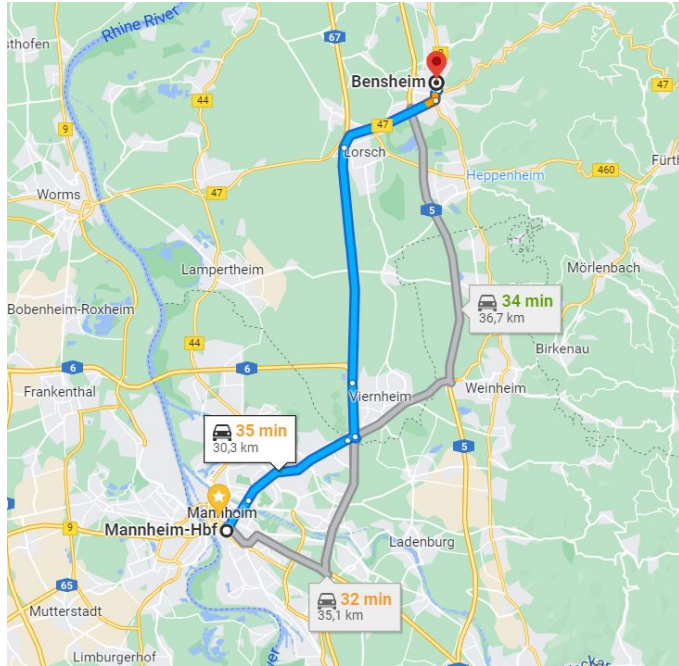 Rhine River
67
Bensheim
47
44
9
47
Lorsch
Heppenheim
460
Fürth
Worms
47
5
Lampertheim
Mörlenbach
34 min
36,7 km
Bobenheim-Roxheim
44
Birkenau
6
6
Frankenthal
Viernheim
Weinheim
35 min
30,3 km
5
9
Mannheim
Mannheim-Hbf
Ladenburg
65
32 min
35,1 km
Mutterstadt
Limburgerhof